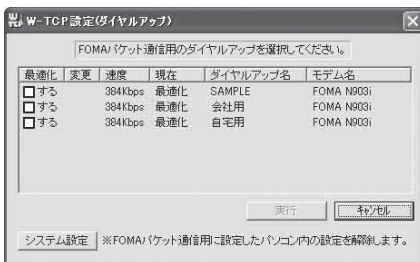 W-TCP W-TCP設定(ダイヤルアップ)
FOMAパケット通信用のダイヤルアップを選択してください。
最適化 変更 速度 現在 ダイヤルアップ名 モデム名
する 384Kbps 最適化 SAMPLE FOMA N903i
する 384Kbps 最適化 会社用 FOMA N903i
する 384Kbps 最適化 自宅用 FOMA N903i
実行 キャンセル
システム設定 ※FOMAパケット通信用に設定したパソコン内の設定を解除します。